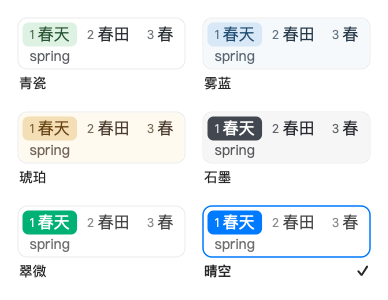 1 春天 2 春田 3 春
spring
青瓷
1 春天 2 春田 3 春
spring
雾蓝
1 春天 2 春田 3 春
spring
琥珀
1 春天 2 春田 3 春
spring
石墨
1 春天 2 春田 3 春
spring
翠微
1 春天 2 春田 3 春
spring
晴空